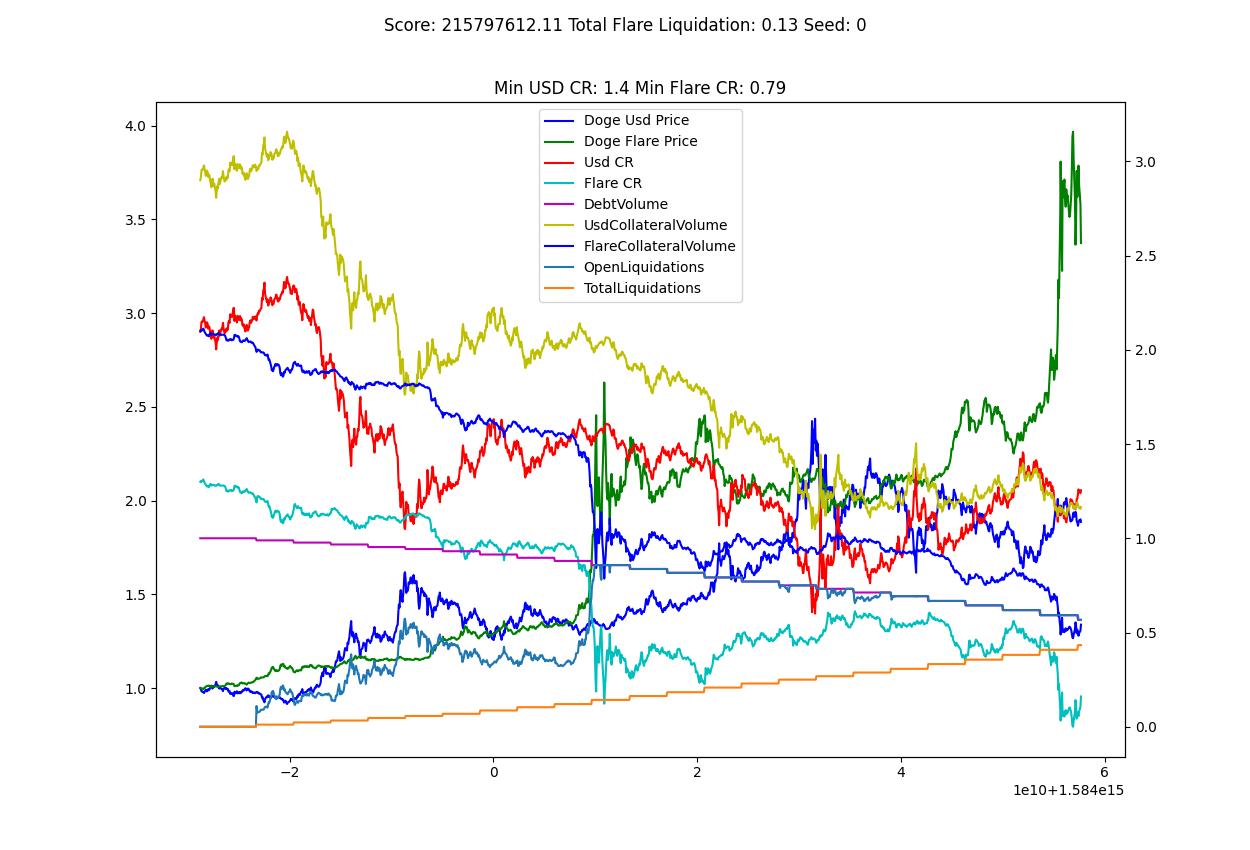 Score: 215797612.11 Total Flare Liquidation: 0.13 Seed: 0
Min USD CR: 1.4 Min Flare CR: 0.79
Doge Usd Price
Doge Flare Price
Usd CR
Flare CR
DebtVolume
UsdCollateralVolume
FlareCollateralVolume
OpenLiquidations
TotalLiquidations
4.0
3.5
3.0
2.5
2.0
1.5
1.0
3.0
2.5
2.0
1.5
1.0
0.5
0.0
−2 0 2 4 6
1e10+1.584e15